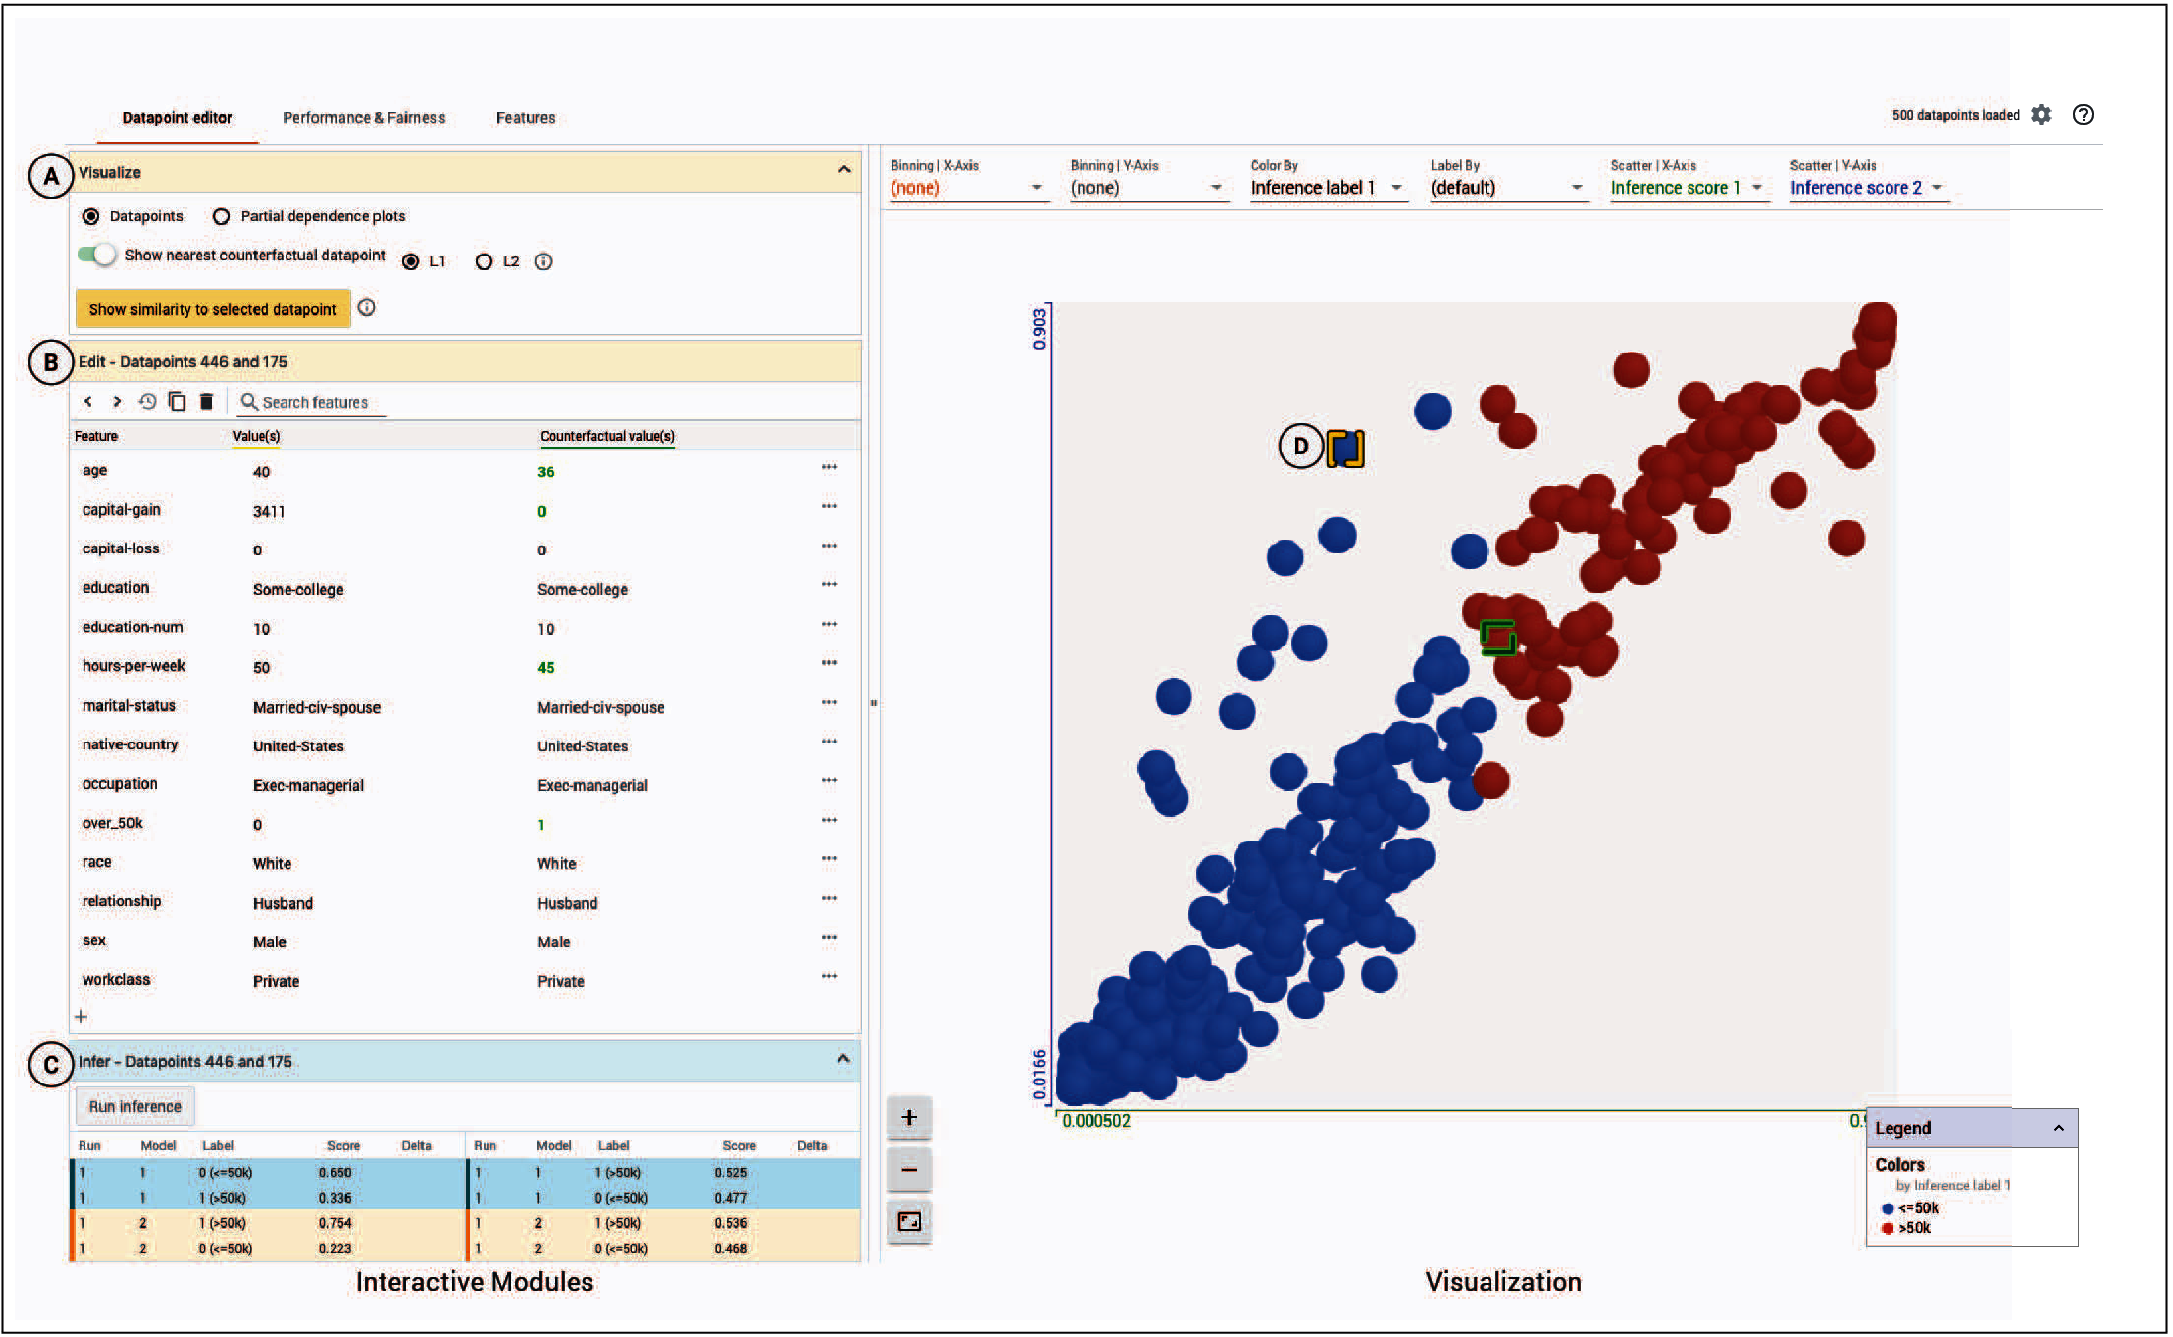 Datapoint editor Performance & Fairness Features
500 datapoints loaded
A
Visualize
Datapoints Partial dependence plots
Show nearest counterfactual datapoint L1 L2
Show similarity to selected datapoint
B
Edit - Datapoints 446 and 175
Search features
Feature Value(s) Counterfactual value(s)
age 40 36
capital-gain 3411 0
capital-loss 0 0
education Some-college Some-college
education-num 10 10
hours-per-week 50 45
marital-status Married-civ-spouse Married-civ-spouse
native-country United-States United-States
occupation Exec-managerial Exec-managerial
over_50k 0 1
race White White
relationship Husband Husband
sex Male Male
workclass Private Private
C
Infer - Datapoints 446 and 175
Run inference
Run Model Label Score Delta Run Model Label Score Delta
1 1 0 (<=50k) 0.650 1 1 1 (>50k) 0.525
1 1 1 (>50k) 0.336 1 1 0 (<=50k) 0.477
1 2 1 (>50k) 0.754 1 2 1 (>50k) 0.536
1 2 0 (<=50k) 0.223 1 2 0 (<=50k) 0.468
Interactive Modules
Binning | X-Axis Binning | Y-Axis Color By Label By Scatter | X-Axis Scatter | Y-Axis
(none) (none) Inference label 1 (default) Inference score 1 Inference score 2
0.903
D
0.0166
0.000502
Legend
Colors
by Inference label 1
<=50k
>50k
Visualization